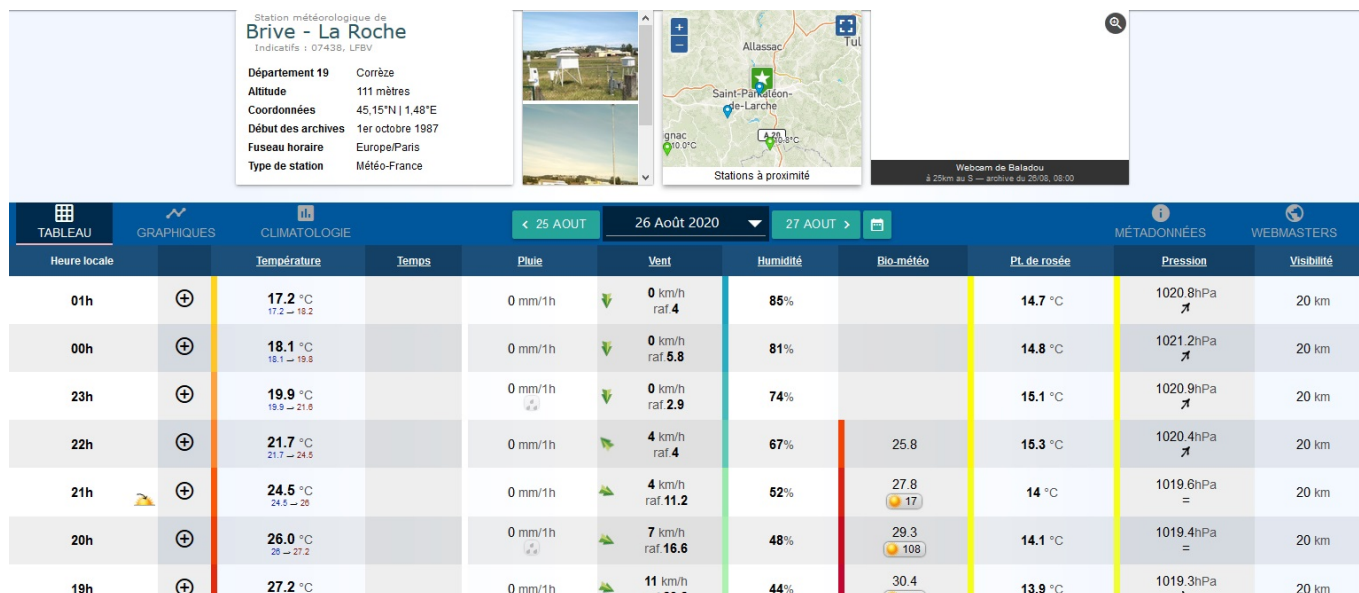 Station météorologique de
Brive - La Roche
Indicatifs : 07438, LFBV
Département 19 Corrèze
Altitude 111 mètres
Coordonnées 45,15°N | 1,48°E
Début des archives 1er octobre 1987
Fuseau horaire Europe/Paris
Type de station Météo-France
+
−
Allassac
Tul
Saint-Pantaléon-
de-Larche
A 20
10.8°C
gnac
10.0°C
Stations à proximité
Webcam de Baladou
à 25km au S — archive du 26/08, 08:00
TABLEAU GRAPHIQUES CLIMATOLOGIE < 25 AOUT 26 Août 2020 27 AOUT > MÉTADONNÉES WEBMASTERS
Heure locale Température Temps Pluie Vent Humidité Bio-météo Pt. de rosée Pression Visibilité
01h 17.2 °C 0 mm/1h 0 km/h 85% 14.7 °C 1020.8hPa 20 km
17.2 → 18.2 raf.4
00h 18.1 °C 0 mm/1h 0 km/h 81% 14.8 °C 1021.2hPa 20 km
18.1 → 19.8 raf.5.8
23h 19.9 °C 0 mm/1h 0 km/h 74% 15.1 °C 1020.9hPa 20 km
19.9 → 21.6 raf.2.9
22h 21.7 °C 0 mm/1h 4 km/h 67% 25.8 15.3 °C 1020.4hPa 20 km
21.7 → 24.5 raf.4
21h 24.5 °C 0 mm/1h 4 km/h 52% 27.8 14 °C 1019.6hPa 20 km
24.5 → 26 raf.11.2 17 =
20h 26.0 °C 0 mm/1h 7 km/h 48% 29.3 14.1 °C 1019.4hPa 20 km
26 → 27.2 raf.16.6 108 =
19h 27.2 °C 0 mm/1h 11 km/h 44% 30.4 13.9 °C 1019.3hPa 20 km